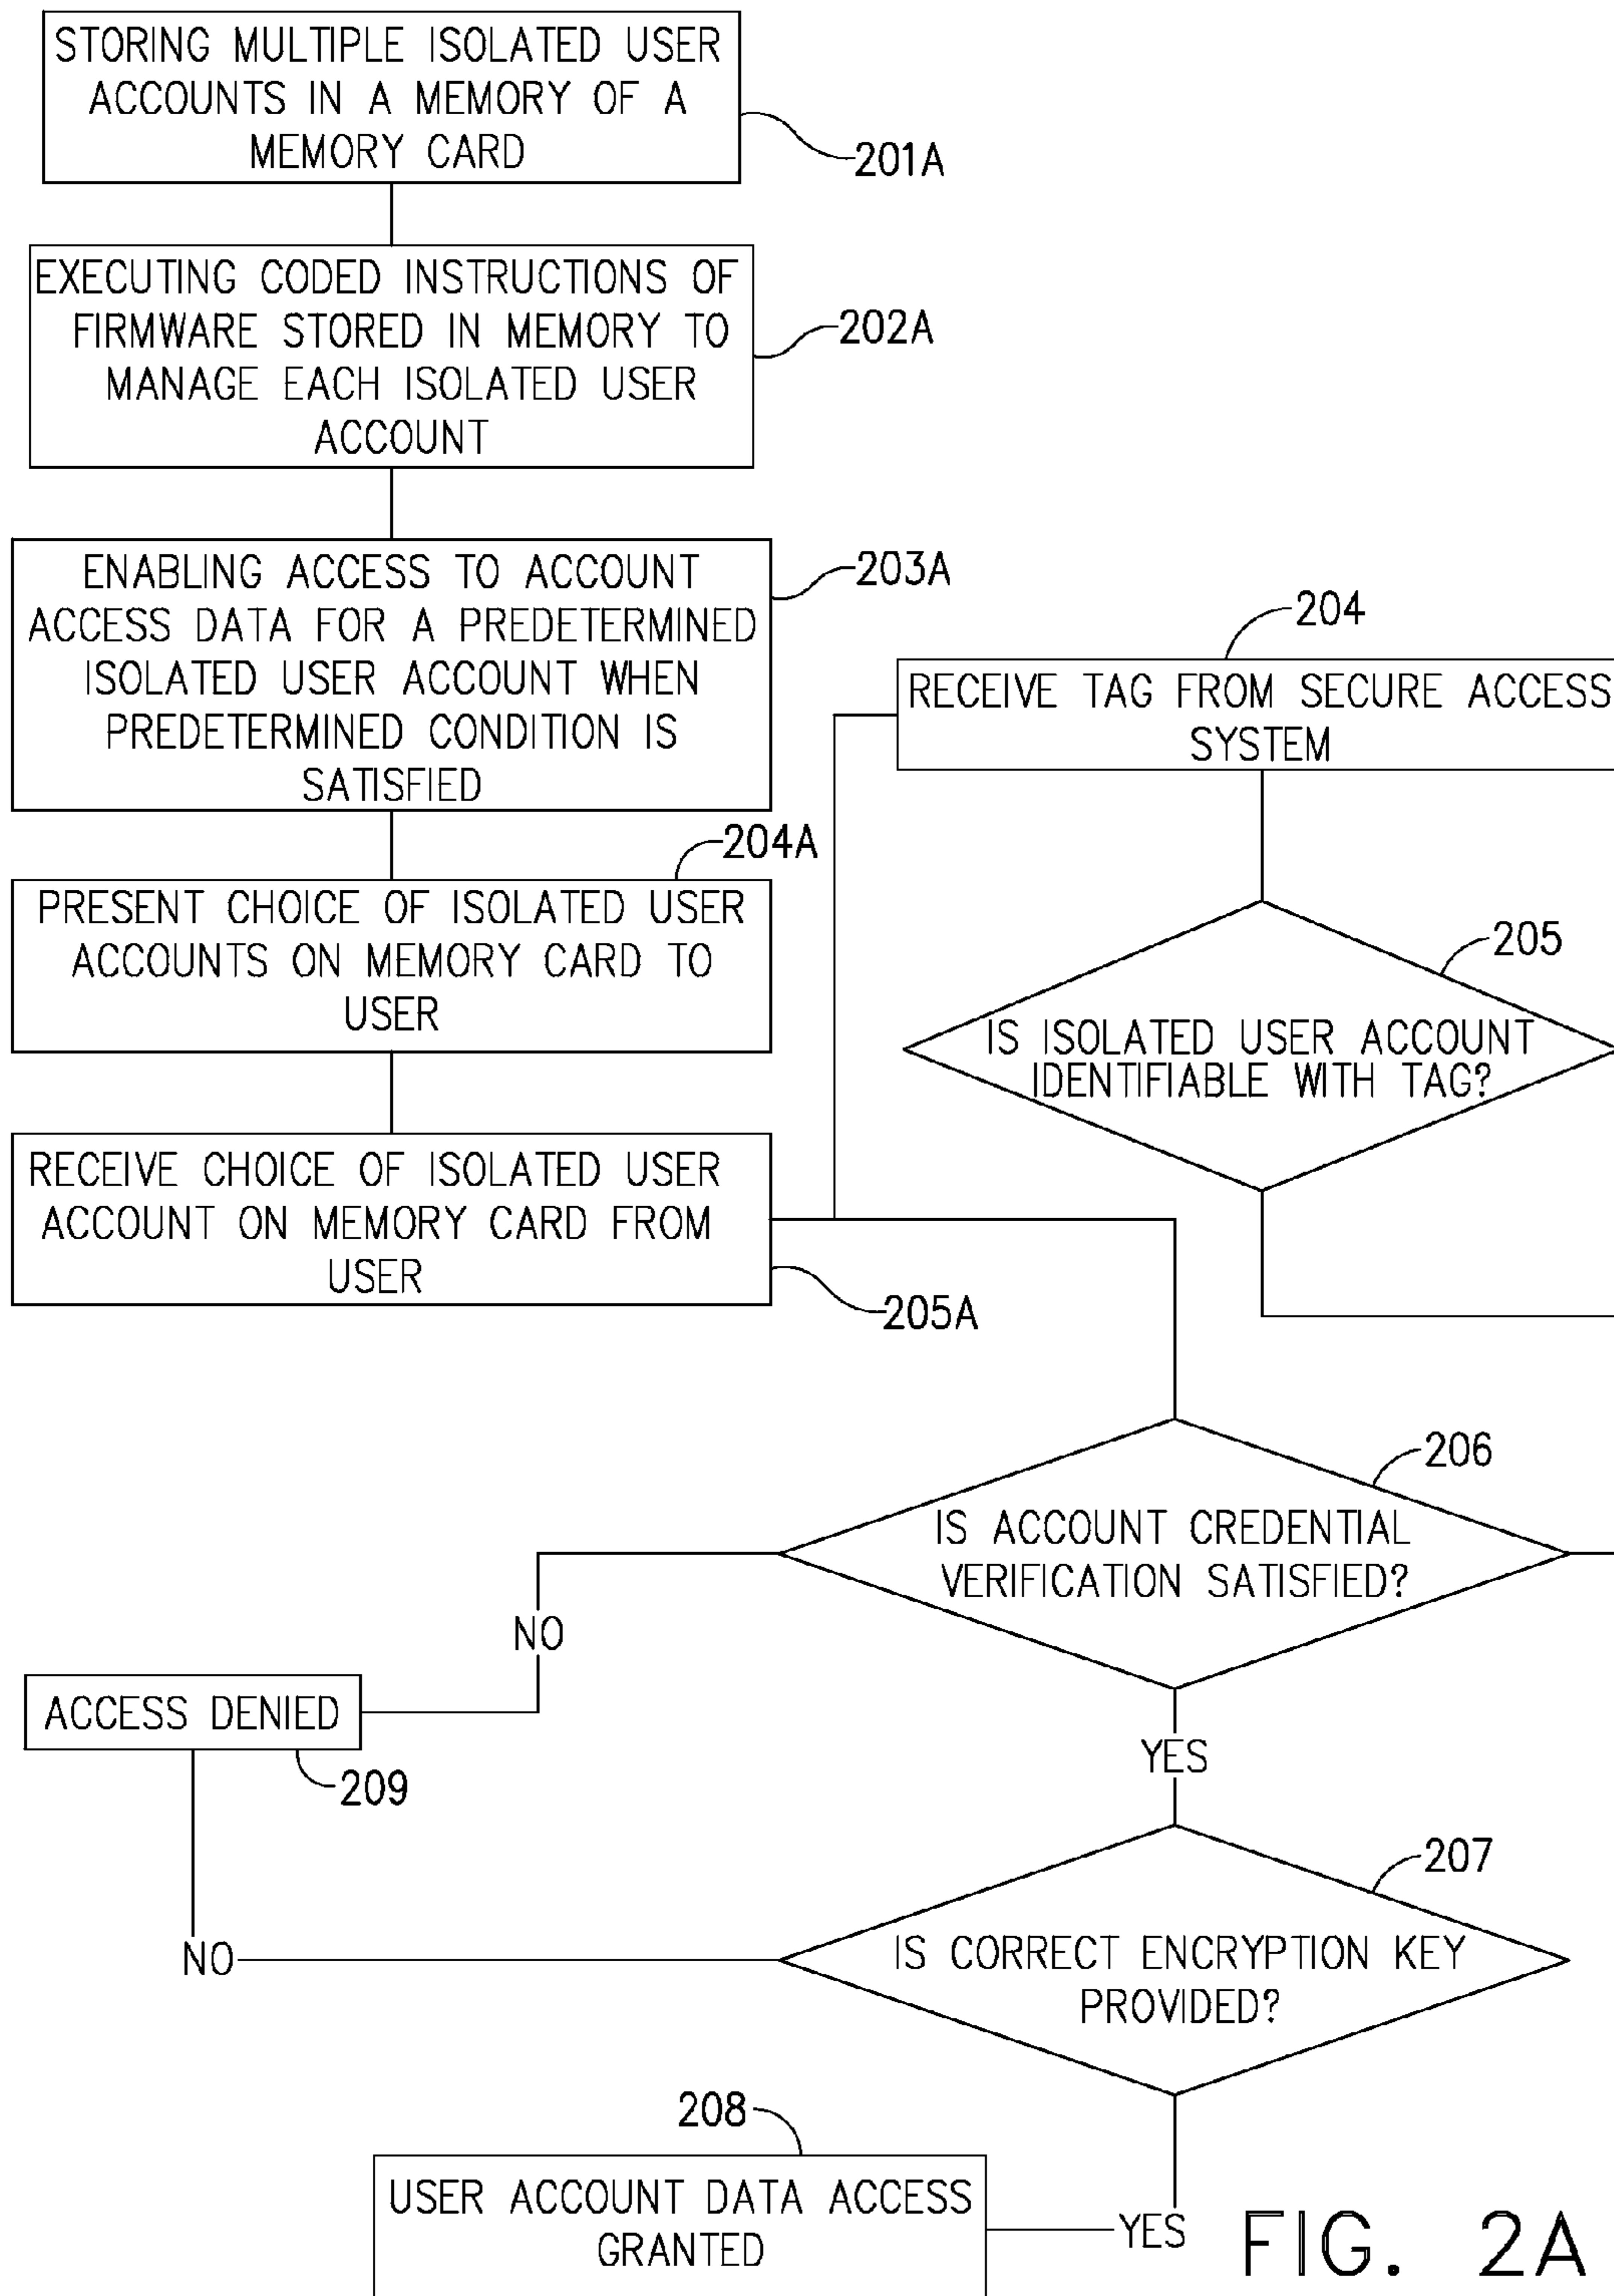 STORING MULTIPLE ISOLATED USER
ACCOUNTS IN A MEMORY OF A
MEMORY CARD
201A
EXECUTING CODED INSTRUCTIONS OF
FIRMWARE STORED IN MEMORY TO
MANAGE EACH ISOLATED USER
ACCOUNT
202A
ENABLING ACCESS TO ACCOUNT
ACCESS DATA FOR A PREDETERMINED
ISOLATED USER ACCOUNT WHEN
PREDETERMINED CONDITION IS
SATISFIED
203A
204A
PRESENT CHOICE OF ISOLATED USER
ACCOUNTS ON MEMORY CARD TO
USER
RECEIVE CHOICE OF ISOLATED USER
ACCOUNT ON MEMORY CARD FROM
USER
205A
204
RECEIVE TAG FROM SECURE ACCESS
SYSTEM
205
IS ISOLATED USER ACCOUNT
IDENTIFIABLE WITH TAG?
206
IS ACCOUNT CREDENTIAL
VERIFICATION SATISFIED?
NO
ACCESS DENIED
209
YES
207
IS CORRECT ENCRYPTION KEY
PROVIDED?
NO
208
USER ACCOUNT DATA ACCESS
GRANTED
YES
FIG. 2A